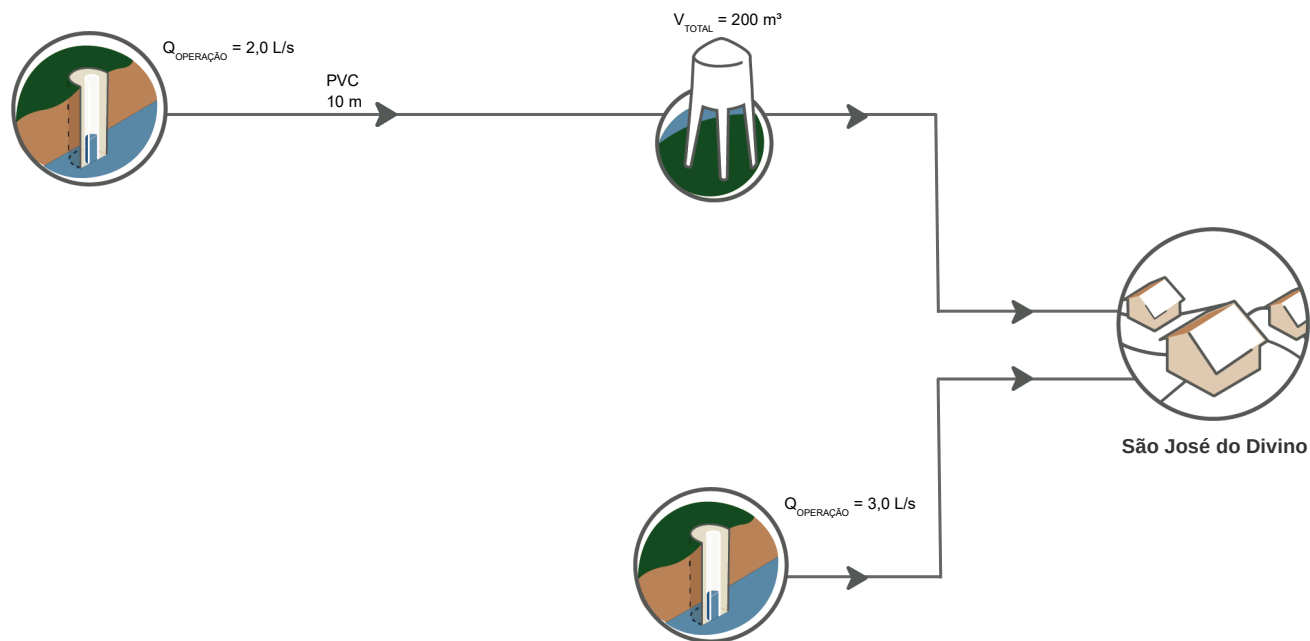 V_TOTAL = 200 m³
Q_OPERAÇÃO = 2,0 L/s
PVC
10 m
São José do Divino
Q_OPERAÇÃO = 3,0 L/s